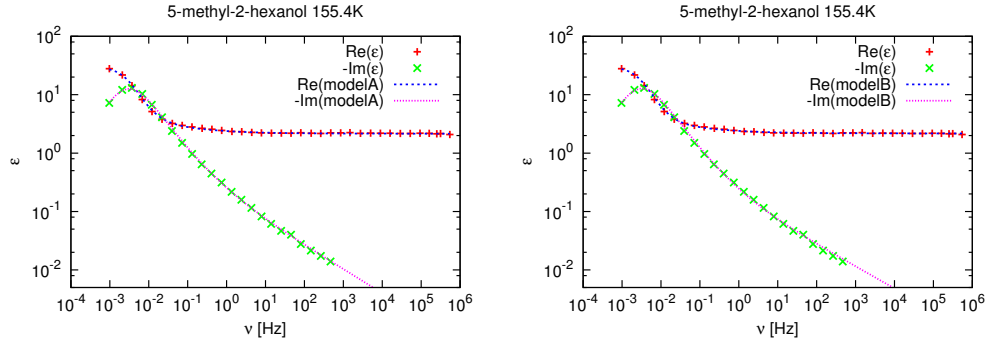 5-methyl-2-hexanol 155.4K
10^2
10^1
10^0
10^-1
10^-2
ε
Re(ε)
-Im(ε)
Re(modelA)
-Im(modelA)
10^-4 10^-3 10^-2 10^-1 10^0 10^1 10^2 10^3 10^4 10^5 10^6
ν [Hz]
5-methyl-2-hexanol 155.4K
10^2
10^1
10^0
10^-1
10^-2
ε
Re(ε)
-Im(ε)
Re(modelB)
-Im(modelB)
10^-4 10^-3 10^-2 10^-1 10^0 10^1 10^2 10^3 10^4 10^5 10^6
ν [Hz]